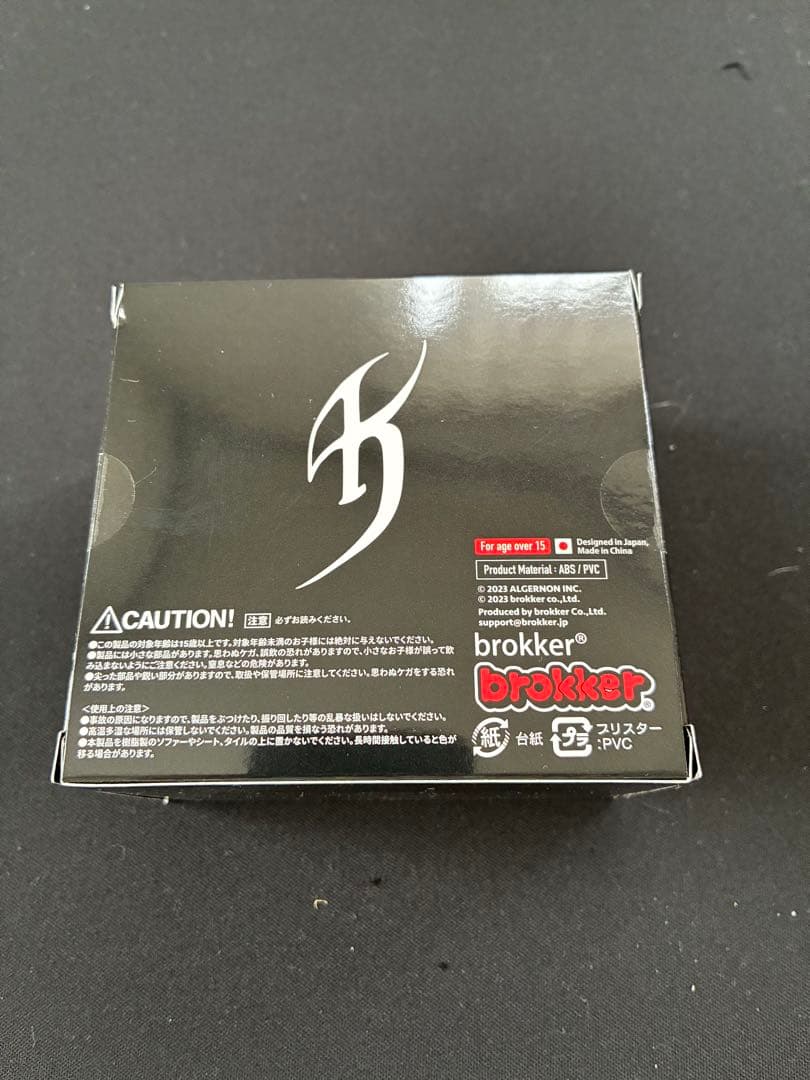 For age over 15
Designed in Japan,
Made in China
Product Material : ABS / PVC
© 2023 ALGERNON INC.
© 2023 brokker co.,Ltd.
Produced by brokker Co.,Ltd.
support@brokker.jp
brokker®
brokker®
紙 台紙
プラ ブリスター
:PVC
CAUTION! 注意 必ずお読みください。
●この製品の対象年齢は15歳以上です。対象年齢未満のお子様には絶対に与えないでください。
●製品には小さな部品があります。思わぬケガ、誤飲の恐れがありますので、小さなお子様が誤って飲
み込まないようにご注意ください。窒息などの危険があります。
●尖った部品や鋭い部分がありますので、取扱や保管場所に注意してください。思わぬケガをする恐れ
があります。
<使用上の注意>
●事故の原因になりますので、製品をぶつけたり、振り回したり等の乱暴な扱いはしないでください。
●高温多湿な場所には保管しないでください。製品の品質を損なう恐れがあります。
●本製品を樹脂製のソファーやシート、タイルの上に置かないでください。長時間接触していると色が
移る場合があります。